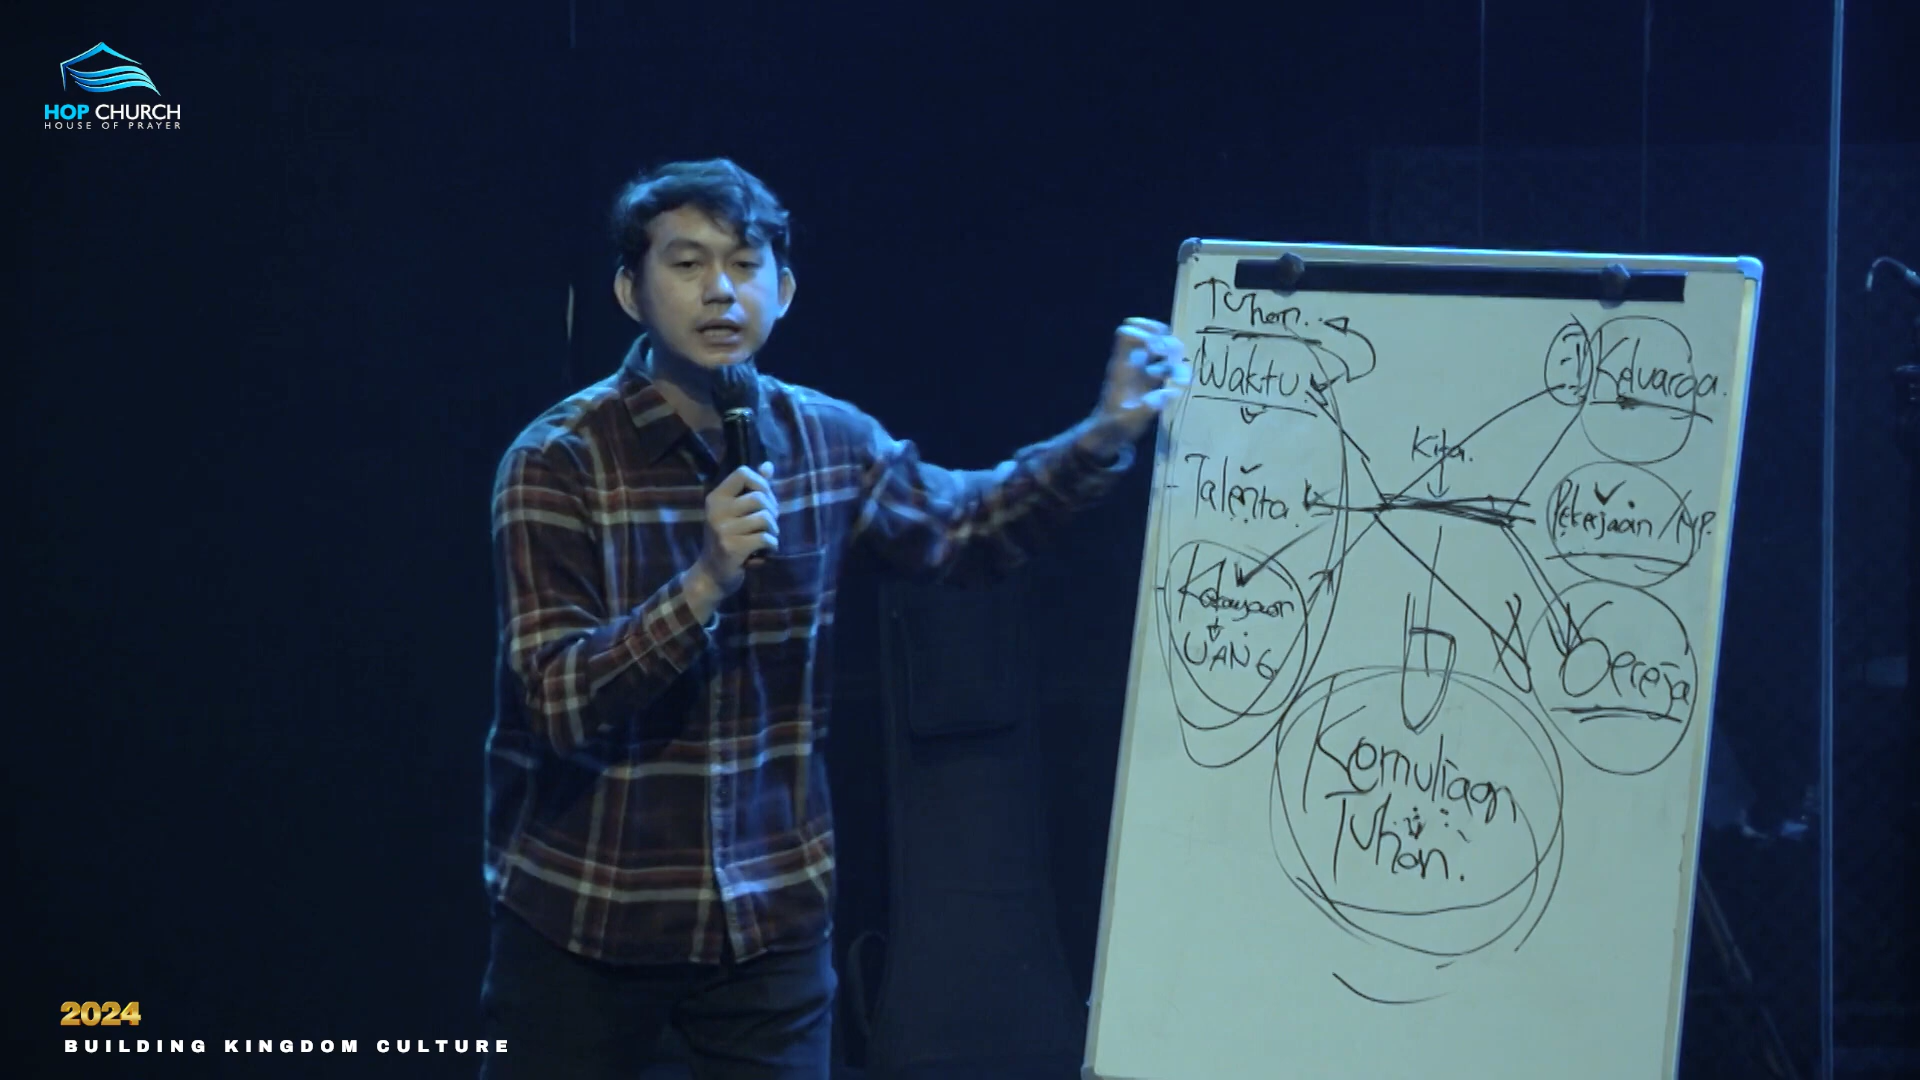 HOP CHURCH
HOUSE OF PRAYER
Tuhan.
Waktu
Talenta.
Kekayaan
UANG
Kita.
Keluarga.
Pekerjaan /
Gereja
Kemuliaan
Tuhan.
2024
BUILDING KINGDOM CULTURE